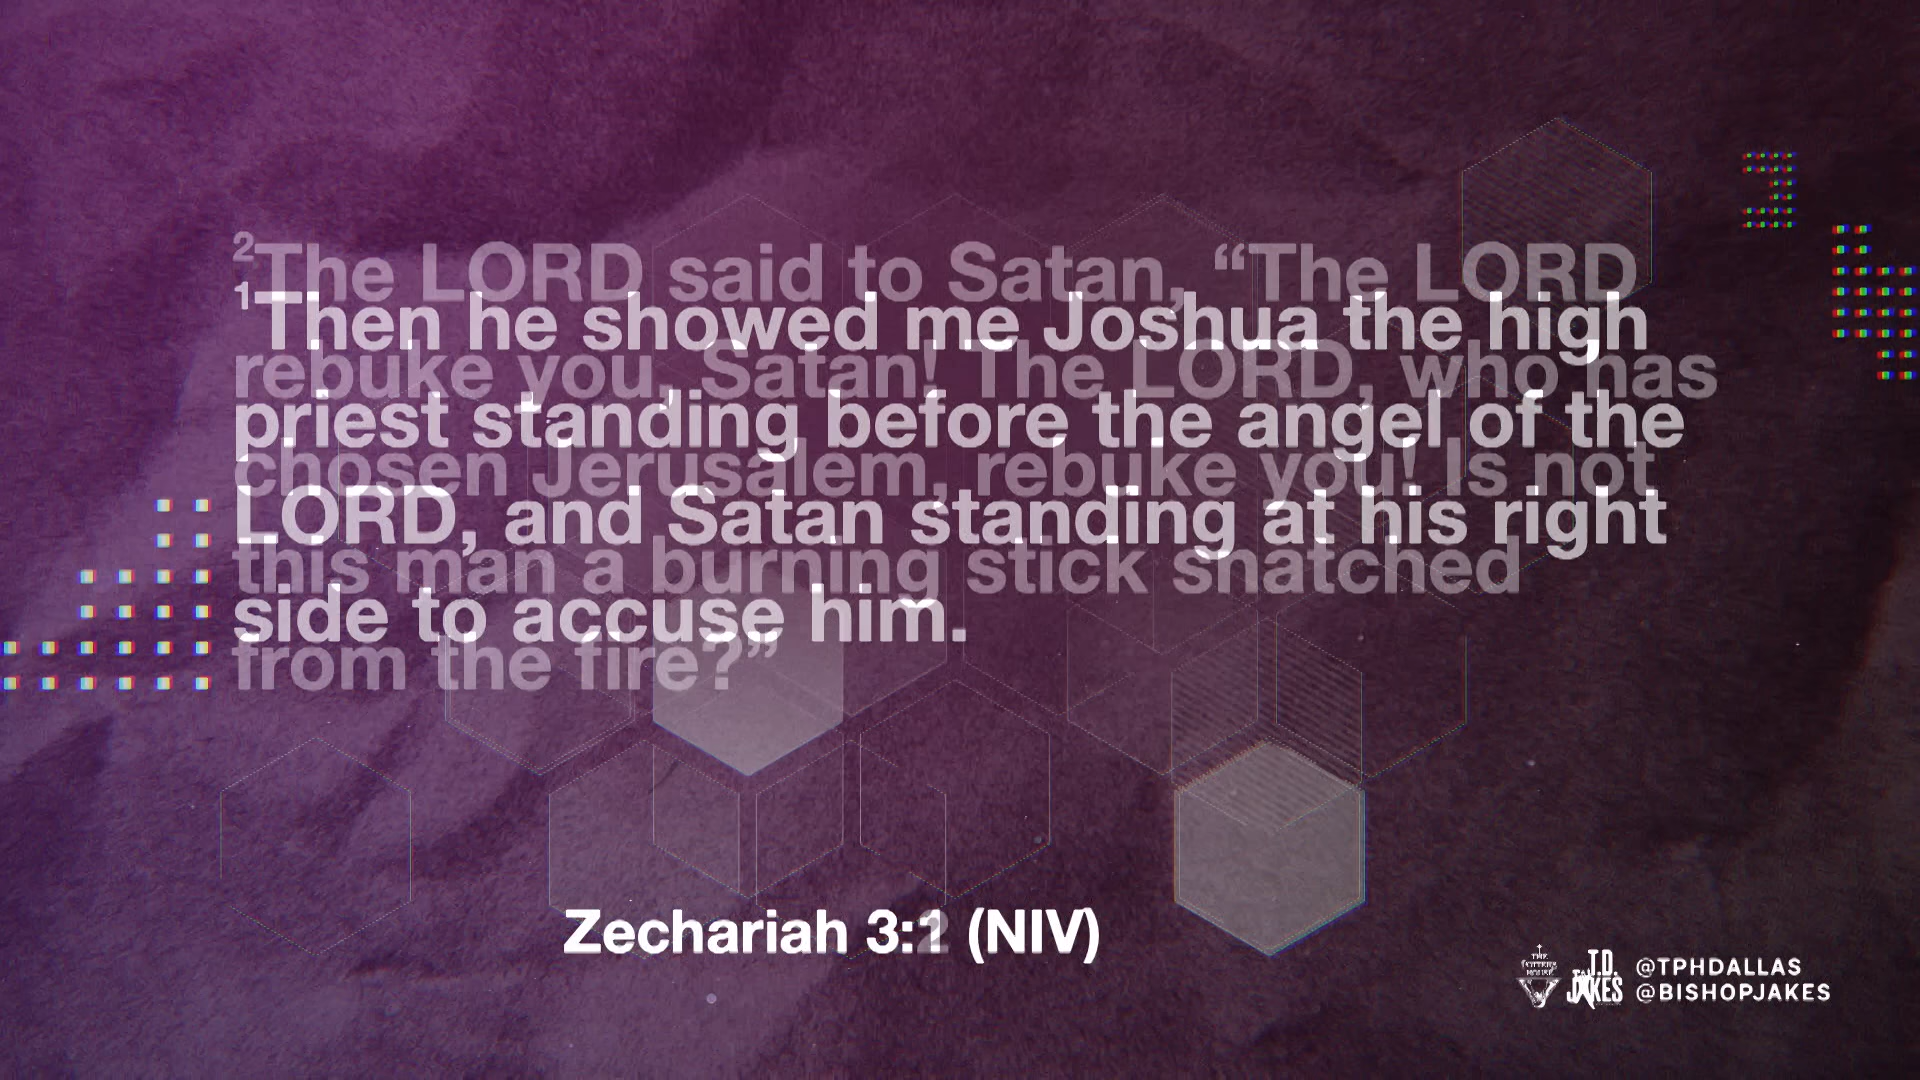 ²The LORD said to Satan, “The LORD
¹Then he showed me Joshua the high
rebuke you, Satan! The LORD, who has
priest standing before the angel of the
chosen Jerusalem, rebuke you! Is not
LORD, and Satan standing at his right
this man a burning stick snatched
side to accuse him.
from the fire?”
Zechariah 3:1 (NIV)
THE
POTTER'S
HOUSE
T.D.
JAKES
@TPHDALLAS
@BISHOPJAKES